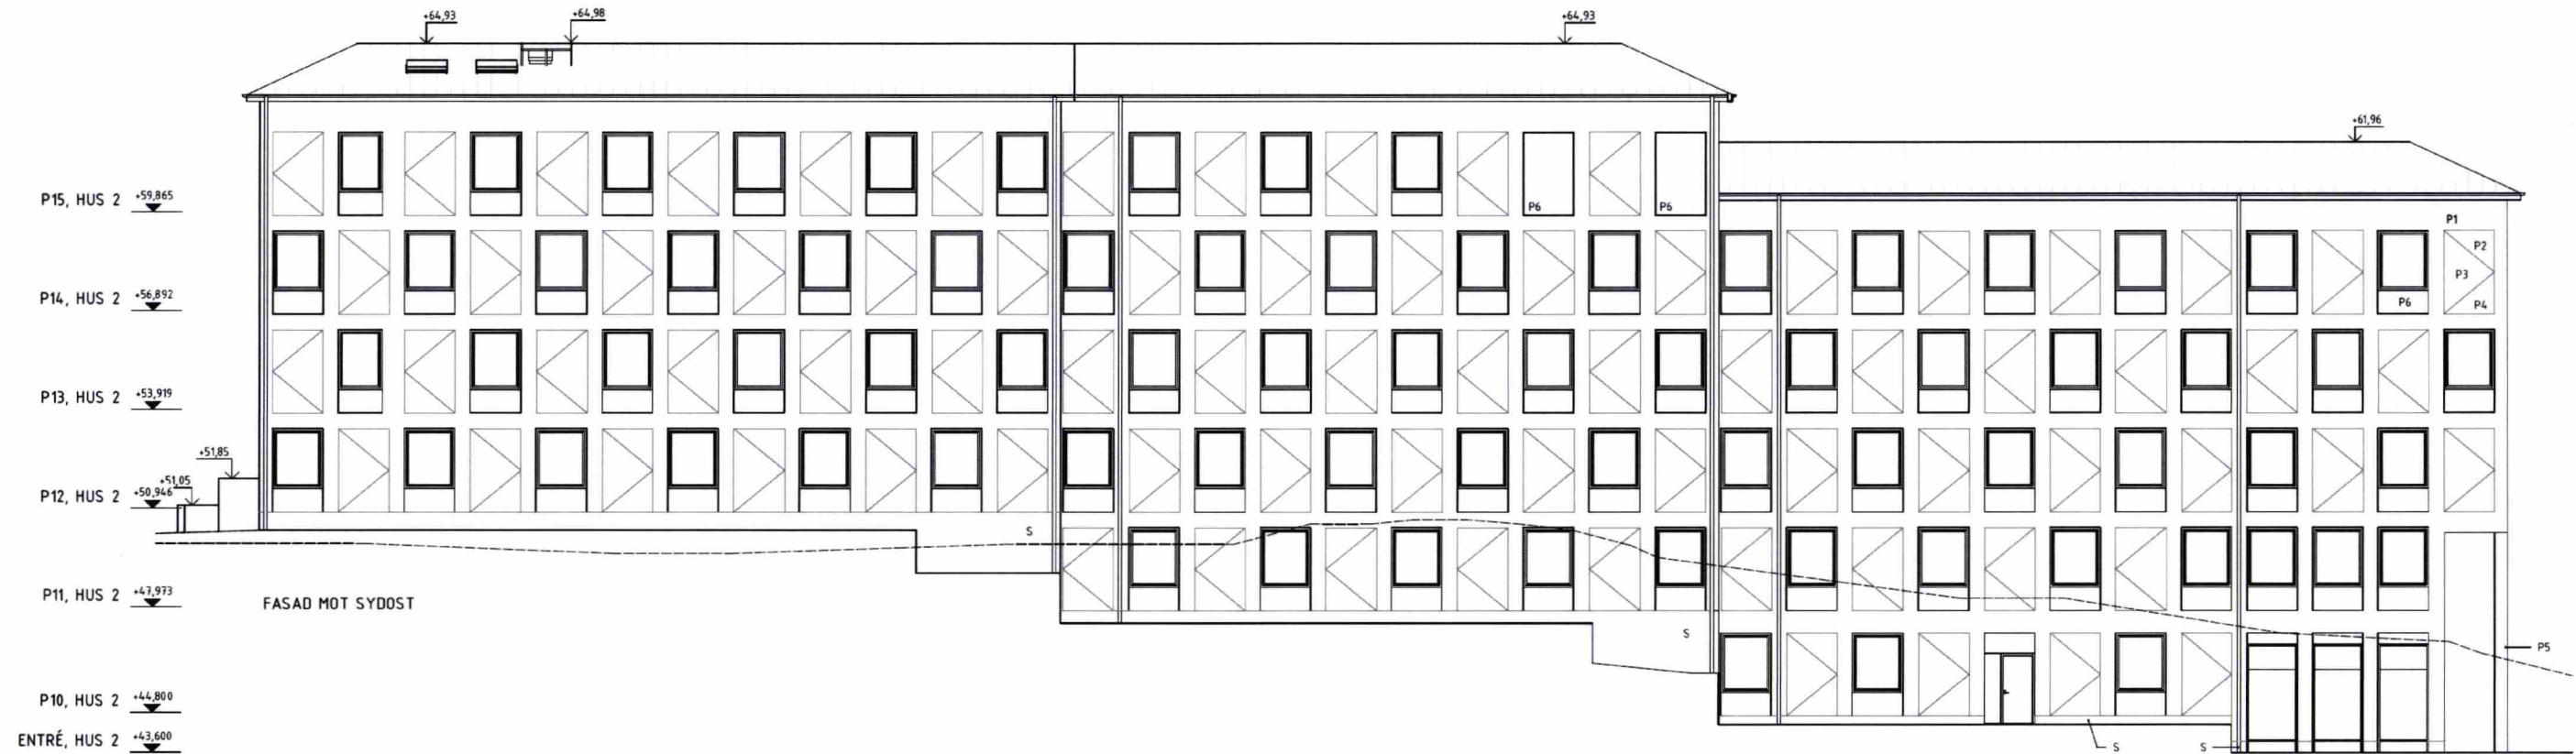 +64,93
+64,98
+64,93
+61,96
P15, HUS 2 +59,865
P6
P6
P1
P2
P3
P14, HUS 2 +56,892
P6
P4
P13, HUS 2 +53,919
+51,85
+51,05
P12, HUS 2 +50,946
S
P11, HUS 2 +47,973
FASAD MOT SYDOST
S
P5
P10, HUS 2 +44,800
ENTRÉ, HUS 2 +43,600
S
S